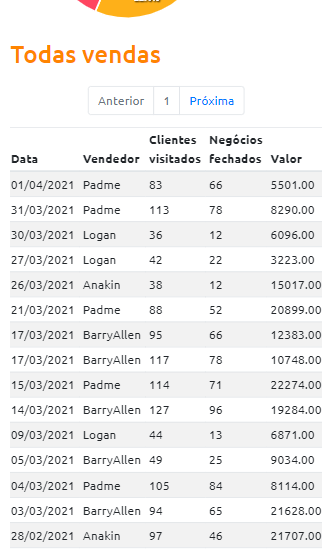 Todas vendas
Anterior 1 Próxima
Data Vendedor Clientes visitados Negócios fechados Valor
01/04/2021 Padme 83 66 5501.00
31/03/2021 Padme 113 78 8290.00
30/03/2021 Logan 36 12 6096.00
27/03/2021 Logan 42 22 3223.00
26/03/2021 Anakin 38 12 15017.00
21/03/2021 Padme 88 52 20899.00
17/03/2021 BarryAllen 95 66 12383.00
17/03/2021 BarryAllen 117 78 10748.00
15/03/2021 Padme 114 71 22274.00
14/03/2021 BarryAllen 127 96 19284.00
09/03/2021 Logan 44 13 6871.00
05/03/2021 BarryAllen 49 25 9034.00
04/03/2021 Padme 105 84 8114.00
03/03/2021 BarryAllen 94 65 21628.00
28/02/2021 Anakin 97 46 21707.00